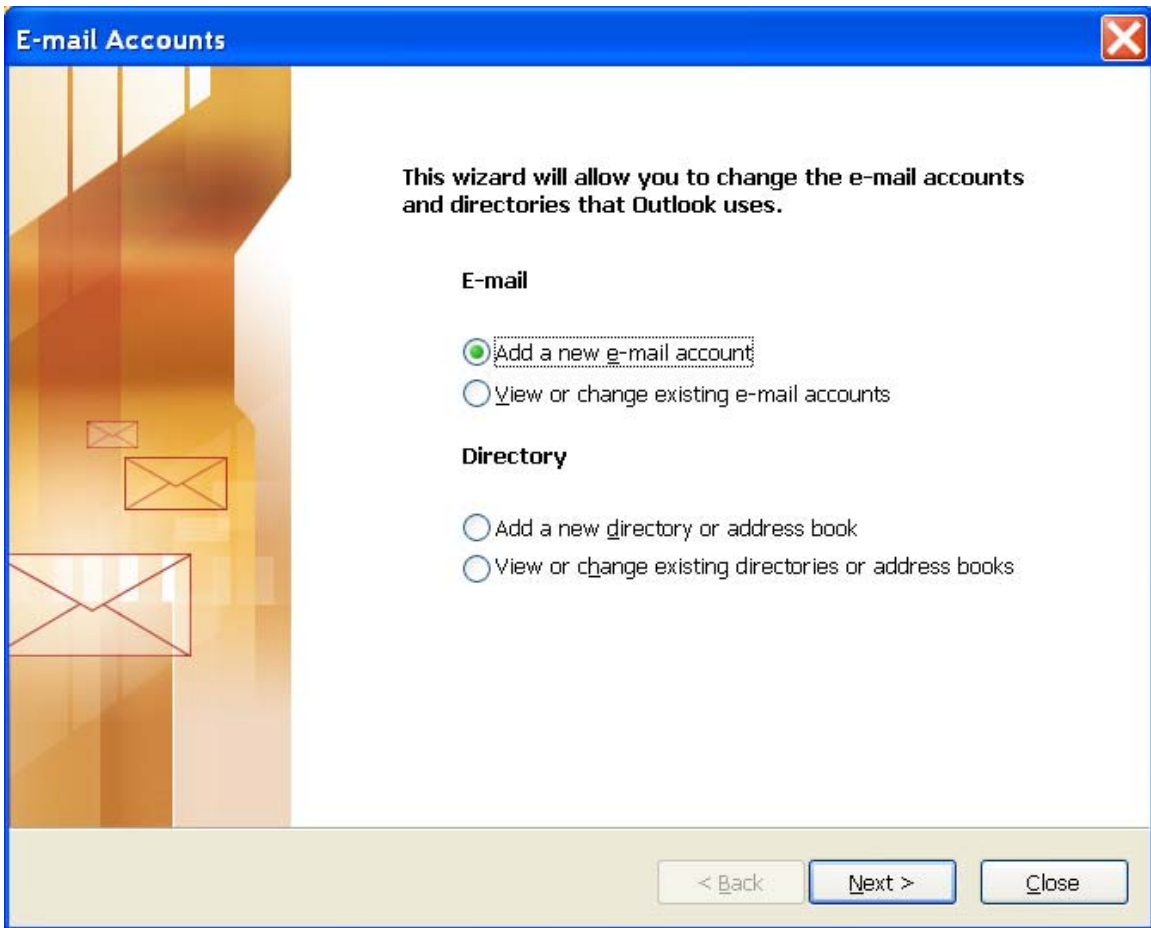 E-mail Accounts
This wizard will allow you to change the e-mail accounts
and directories that Outlook uses.
E-mail
Add a new e-mail account
View or change existing e-mail accounts
Directory
Add a new directory or address book
View or change existing directories or address books
< Back
Next >
Close